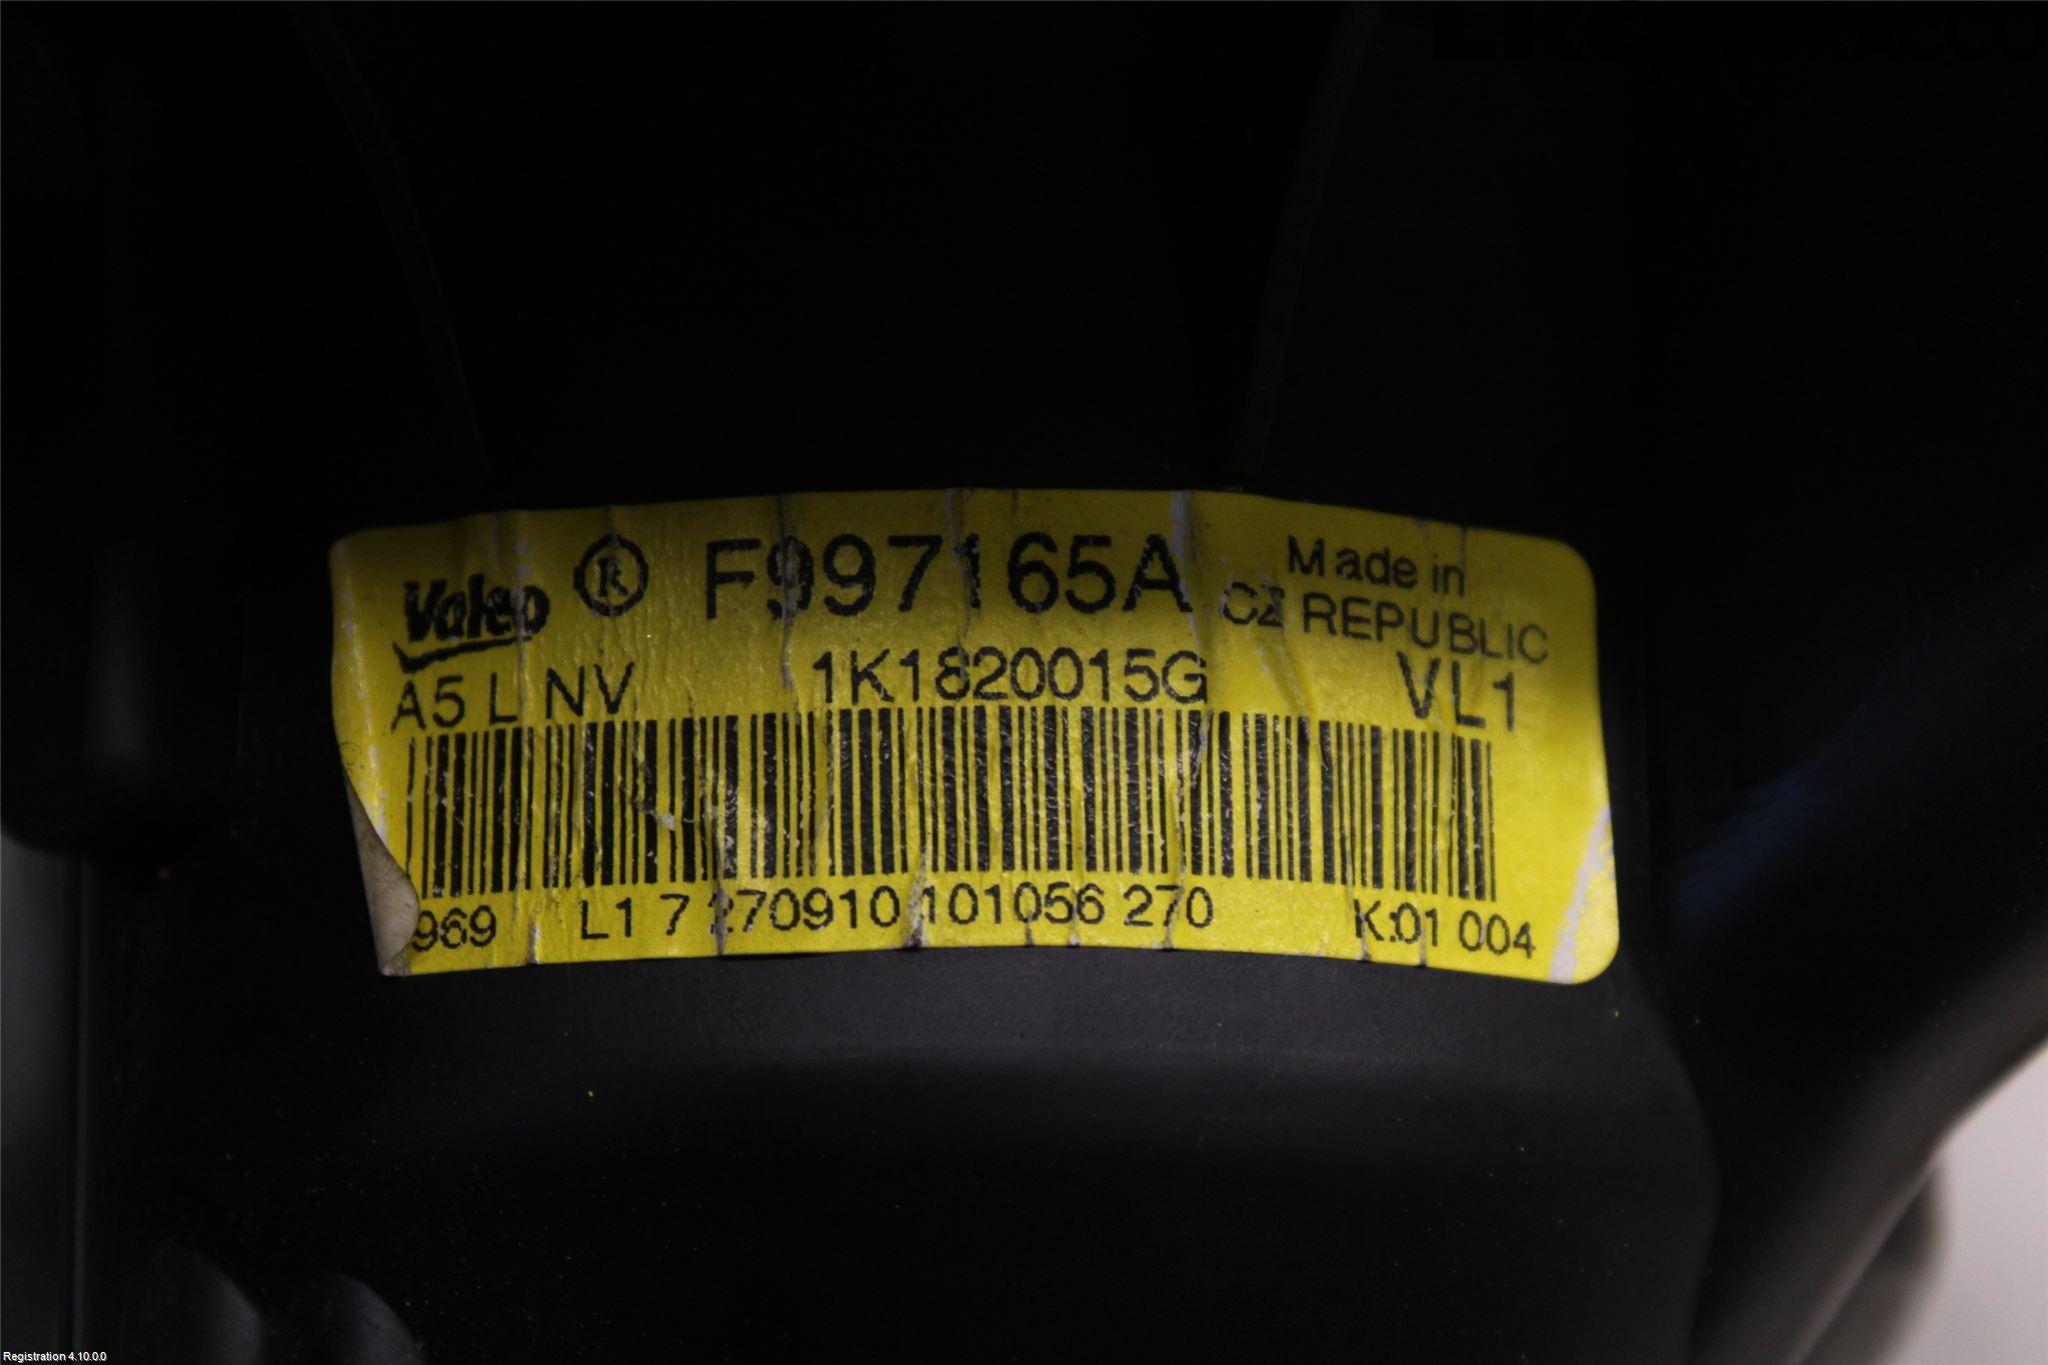 ATRACCO
Valeo ® F997165A Made in
CZ REPUBLIC
A5 L NV 1K1820015G VL1
969 L1 7 270910 101056 270 K:01 004
Registration 4.10.0.0